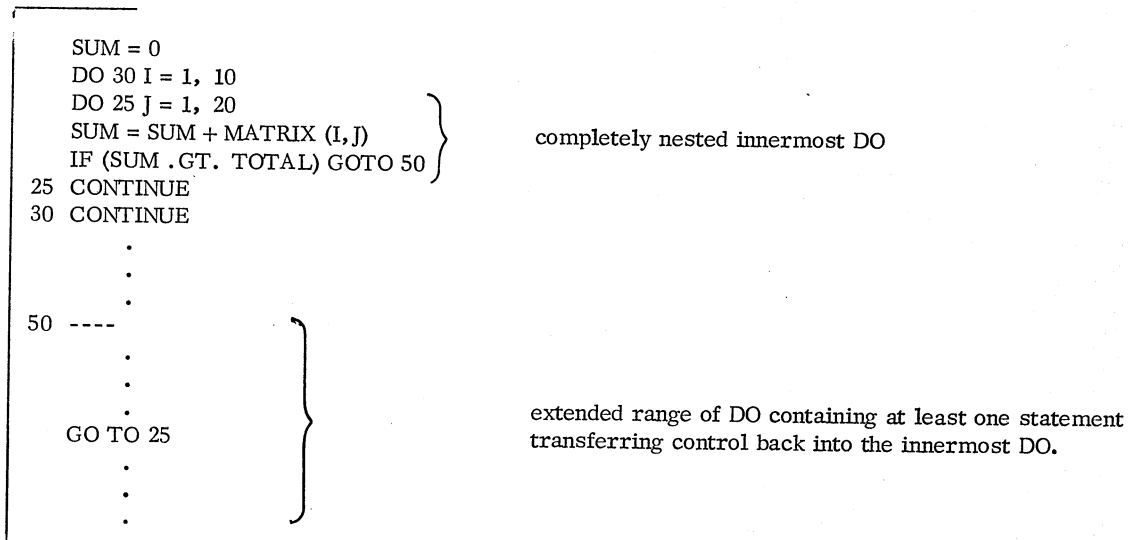 SUM = 0
DO 30 I = 1, 10
DO 25 J = 1, 20
SUM = SUM + MATRIX (I,J)
IF (SUM .GT. TOTAL) GOTO 50
completely nested innermost DO
25 CONTINUE
30 CONTINUE
.
.
.
50 ----
.
.
.
GO TO 25
extended range of DO containing at least one statement
transferring control back into the innermost DO.
.
.
.